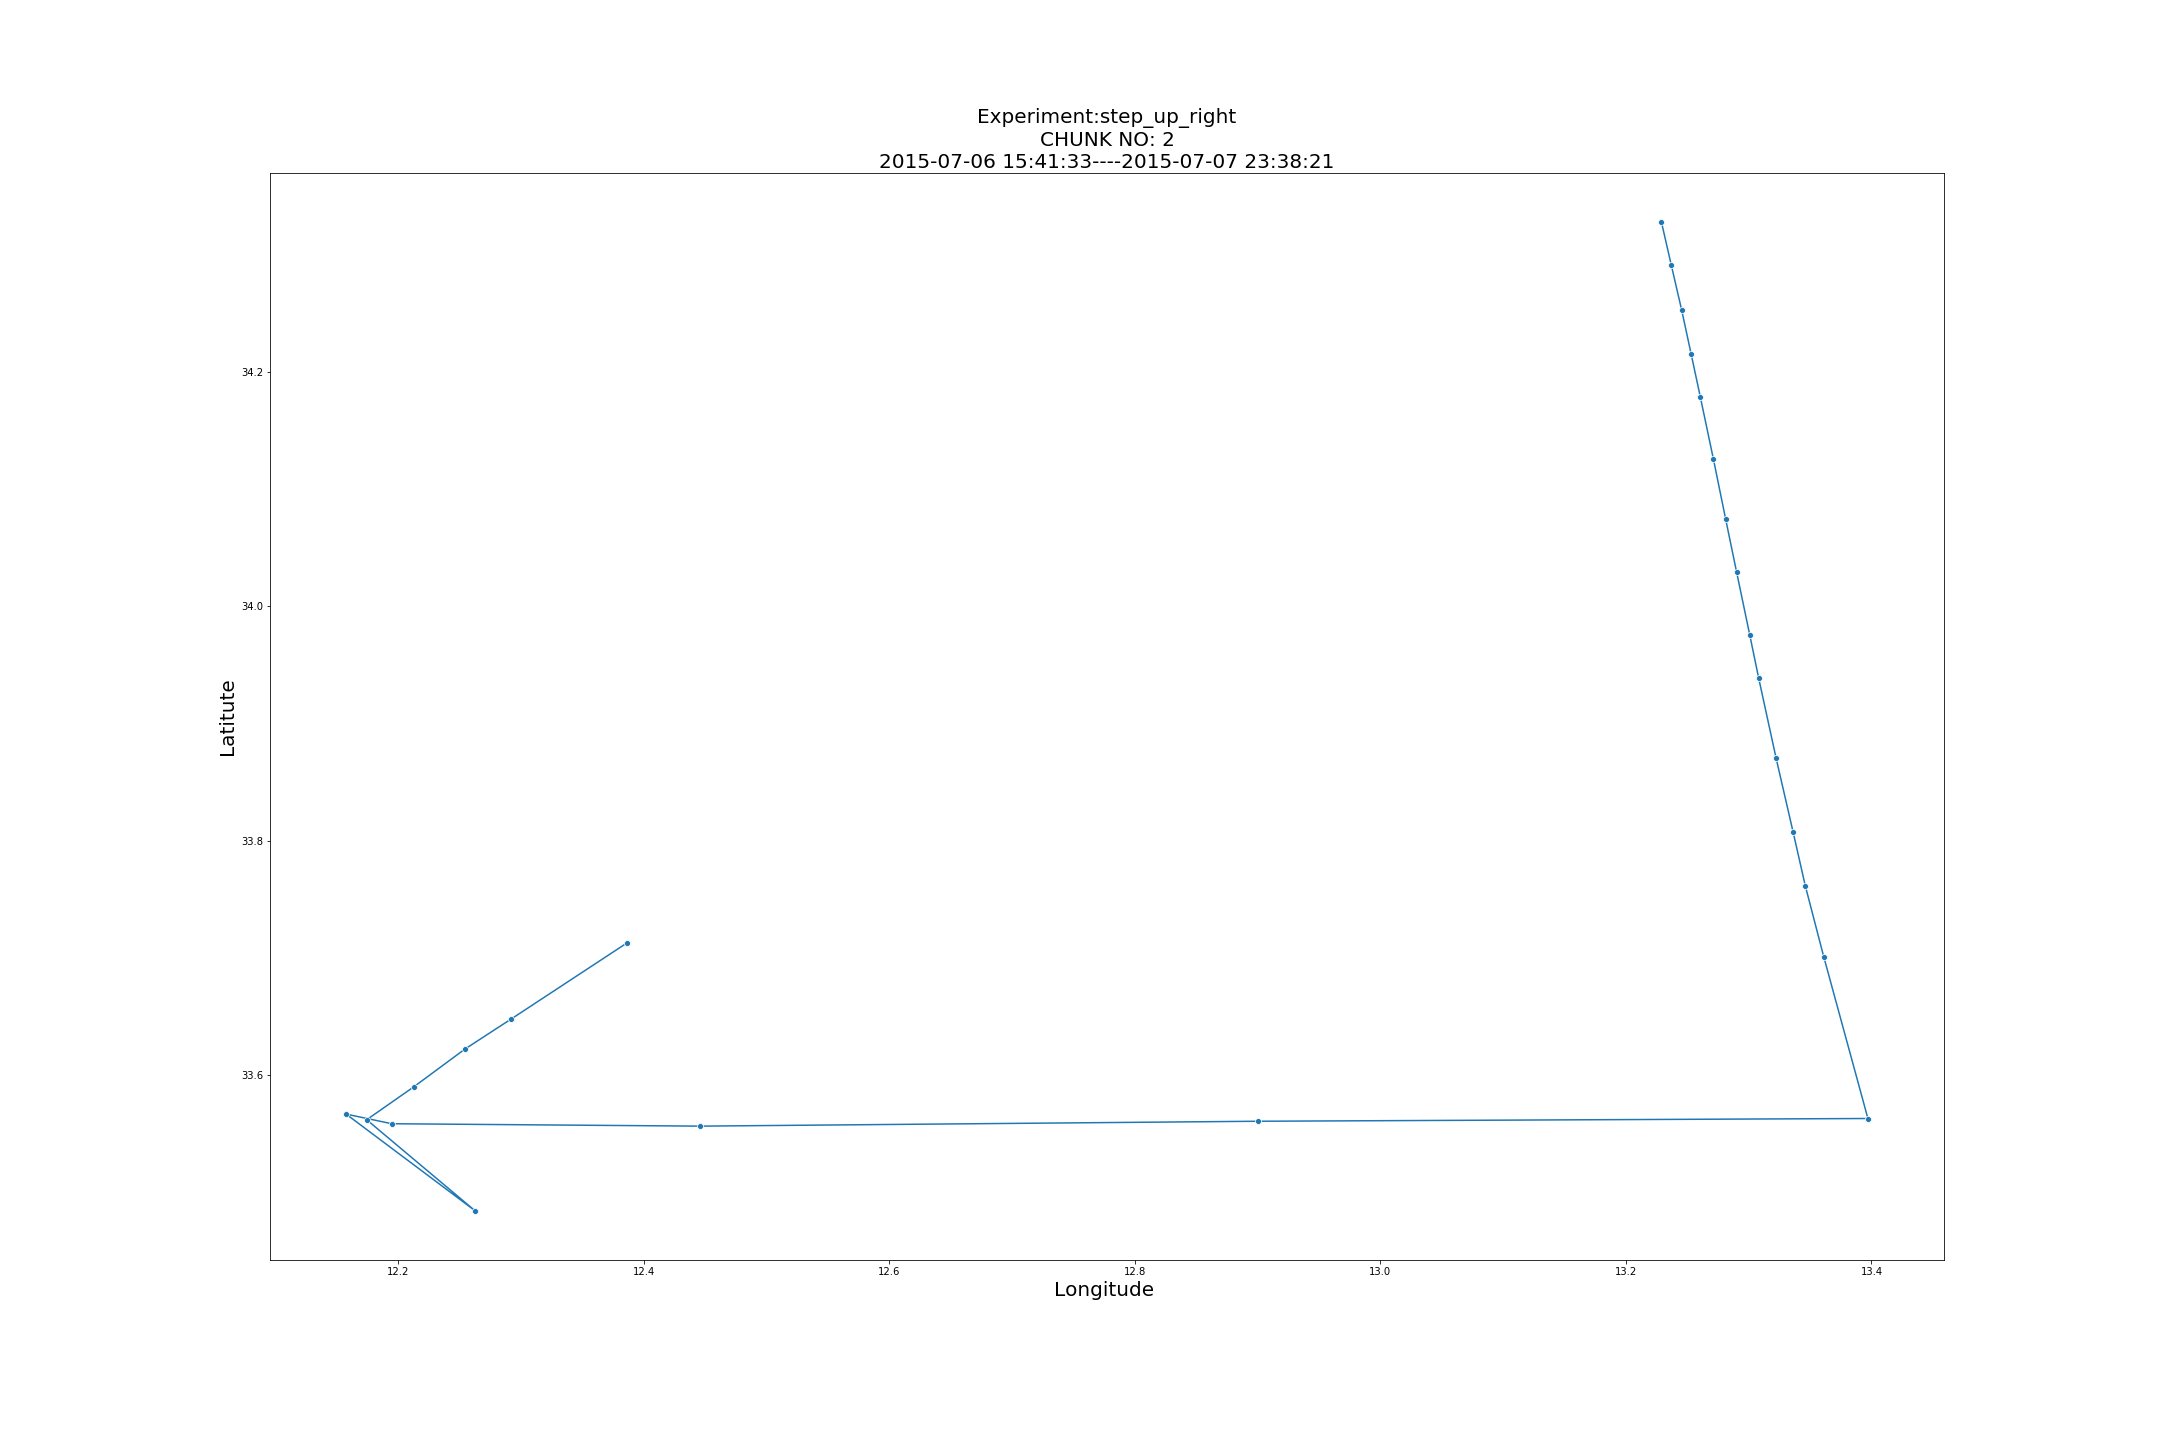 Experiment:step_up_right
CHUNK NO: 2
2015-07-06 15:41:33----2015-07-07 23:38:21
34.2
34.0
33.8
33.6
Latitute
12.2
12.4
12.6
12.8
13.0
13.2
13.4
Longitude